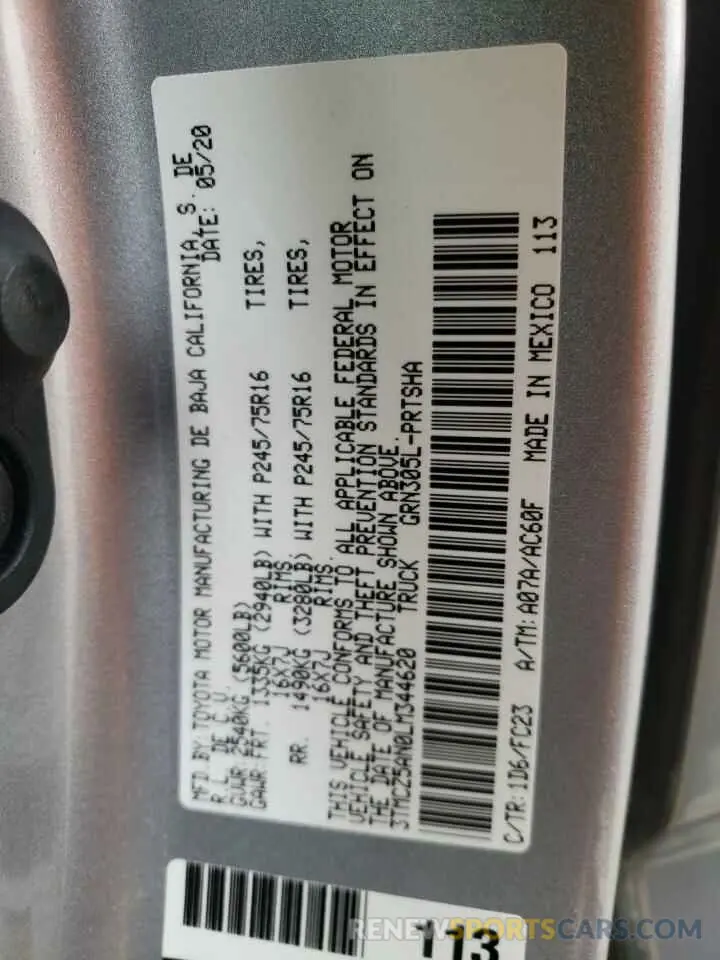 MFD BY: TOYOTA MOTOR MANUFACTURING DE BAJA CALIFORNIA, S. DE
R.L. DE C.V. DATE: 05/20
GVWR: 2540KG (5600LB)
GAWR: FRT. 1335KG (2940LB) WITH P245/75R16 TIRES,
16X7J RIMS
RR. 1490KG (3280LB) WITH P245/75R16 TIRES,
16X7J RIMS.
THIS VEHICLE CONFORMS TO ALL APPLICABLE FEDERAL MOTOR
VEHICLE SAFETY AND THEFT PREVENTION STANDARDS IN EFFECT ON
THE DATE OF MANUFACTURE SHOWN ABOVE.
3TMCZ5AN0LM344620 TRUCK GRN305L-PRTSHA
C/TR: 1D6/FC23 A/TM: A07A/AC60F MADE IN MEXICO 113
113
RENEWSPORTSCARS.COM